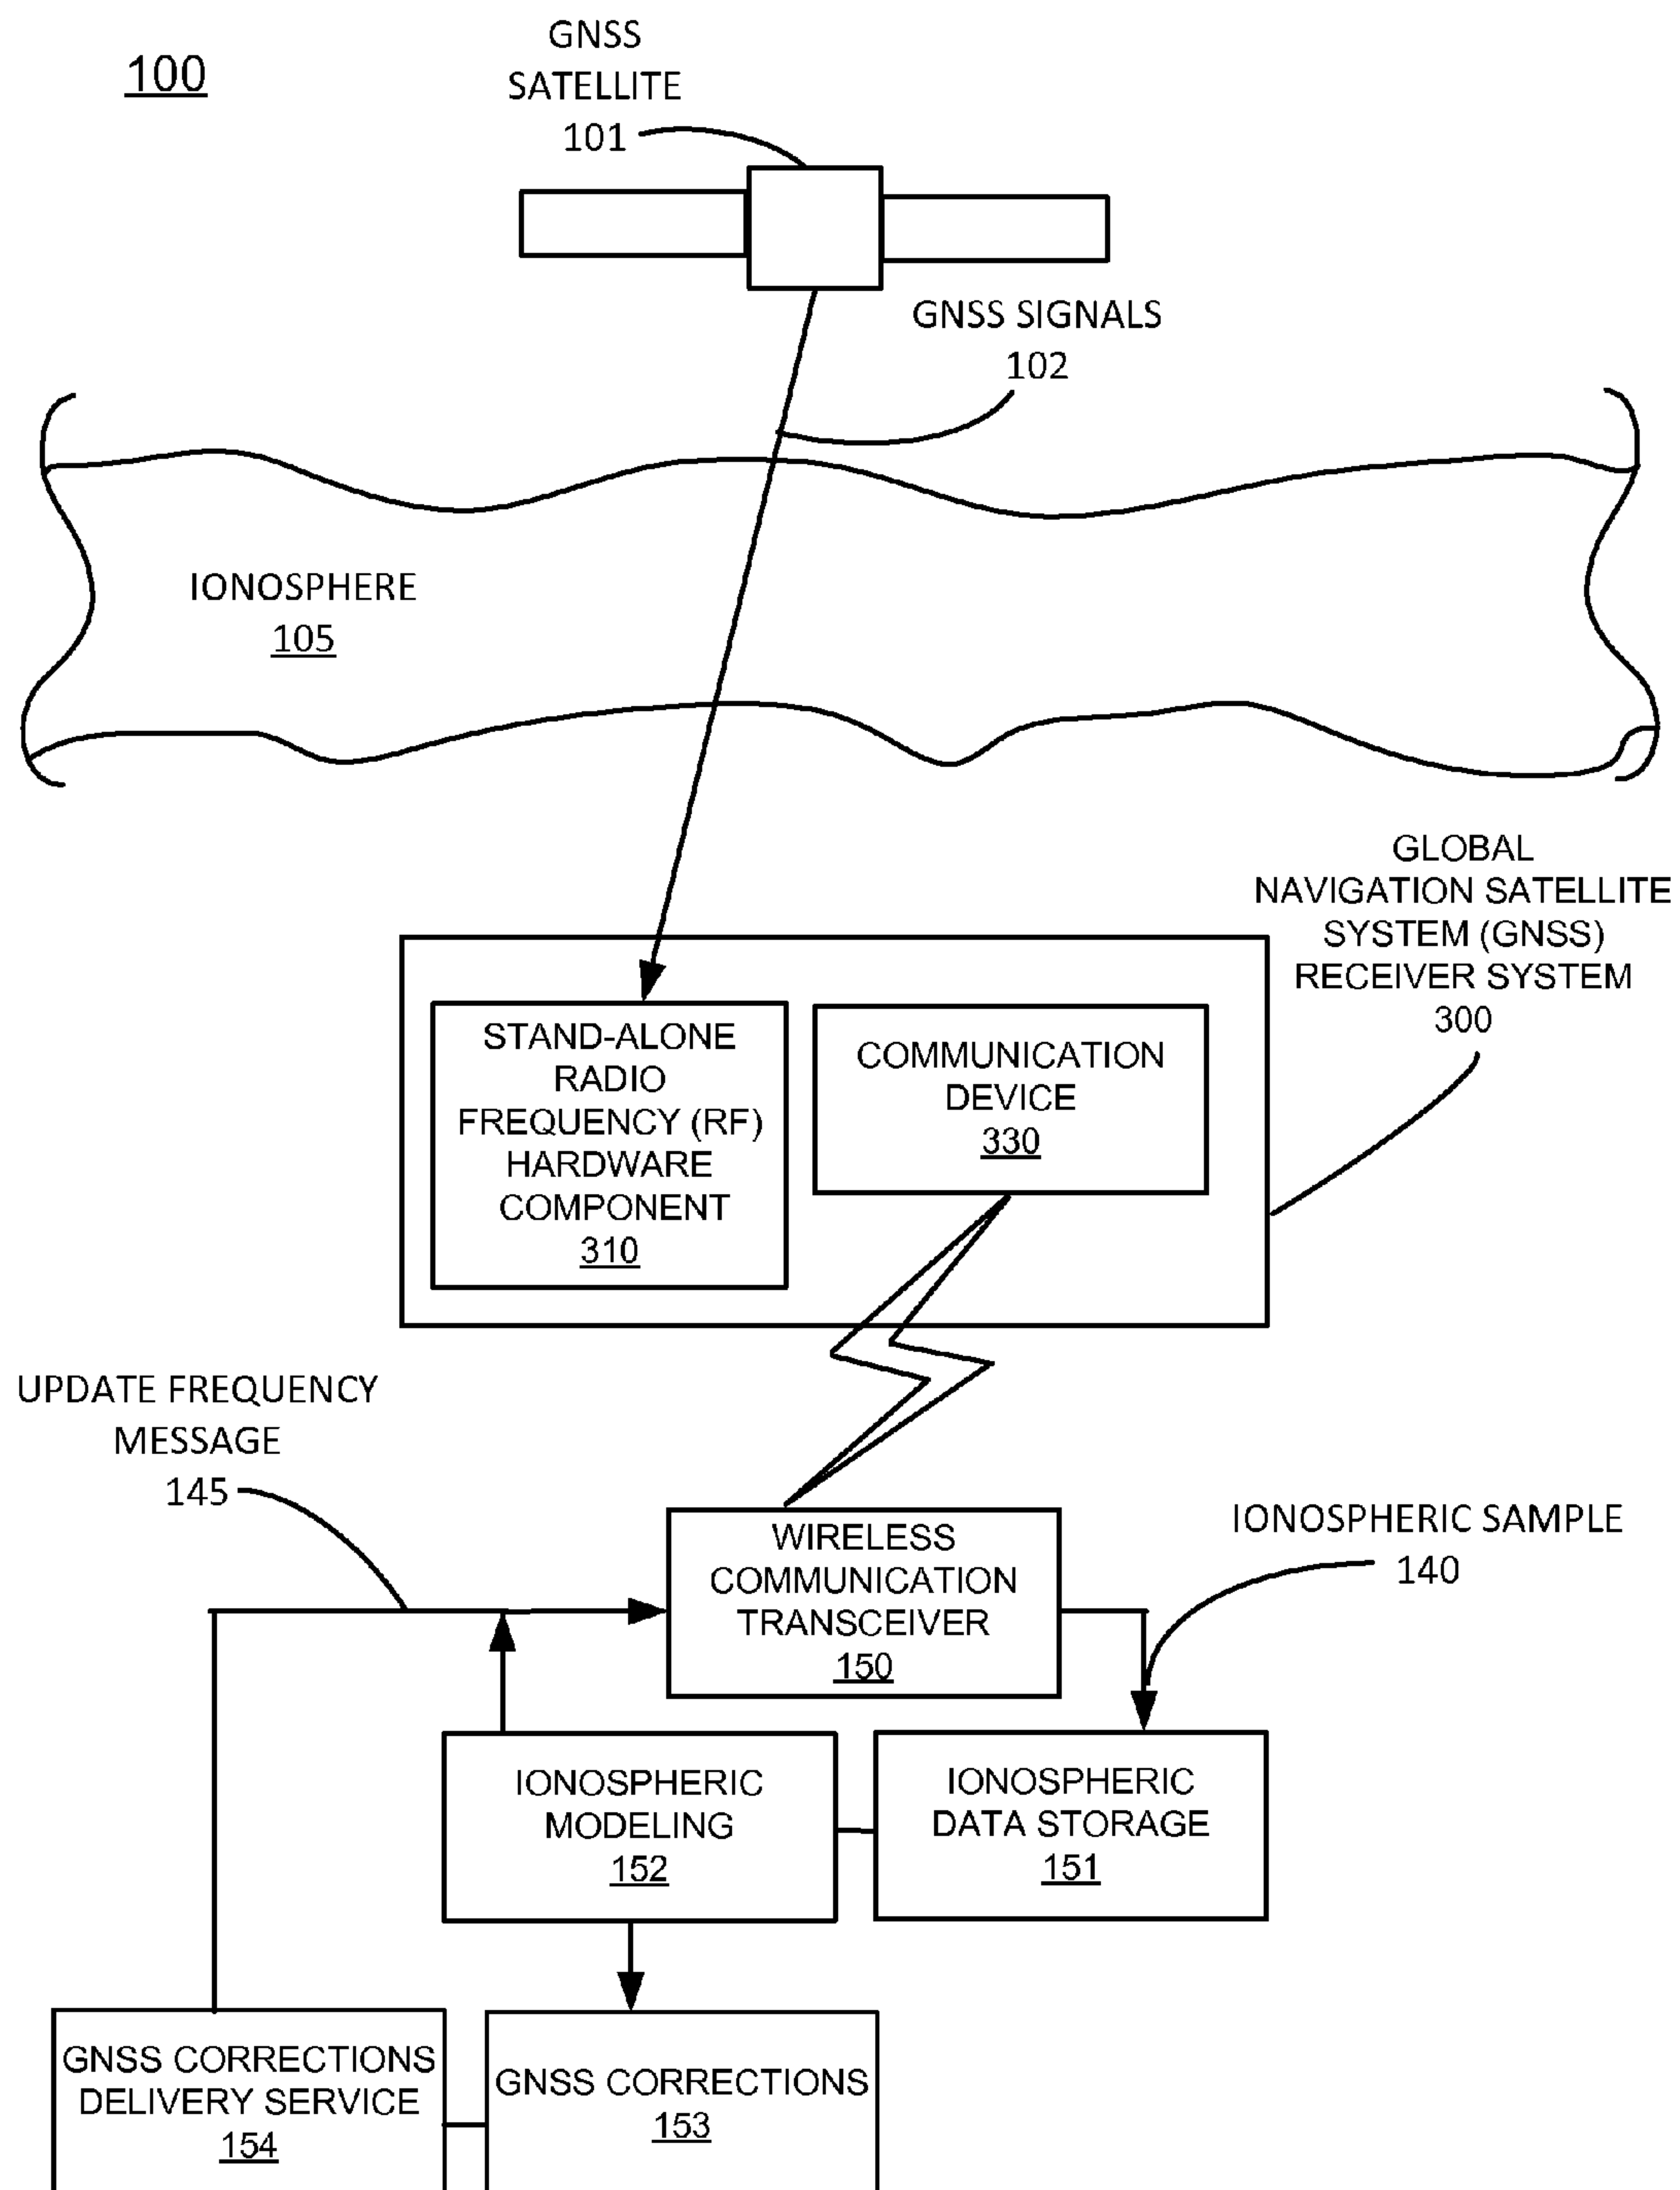 100
GNSS
SATELLITE
101
GNSS SIGNALS
102
IONOSPHERE
105
GLOBAL
NAVIGATION SATELLITE
SYSTEM (GNSS)
RECEIVER SYSTEM
300
STAND-ALONE
RADIO
FREQUENCY (RF)
HARDWARE
COMPONENT
310
COMMUNICATION
DEVICE
330
UPDATE FREQUENCY
MESSAGE
145
WIRELESS
COMMUNICATION
TRANSCEIVER
150
IONOSPHERIC SAMPLE
140
IONOSPHERIC
MODELING
152
IONOSPHERIC
DATA STORAGE
151
GNSS CORRECTIONS
DELIVERY SERVICE
154
GNSS CORRECTIONS
153